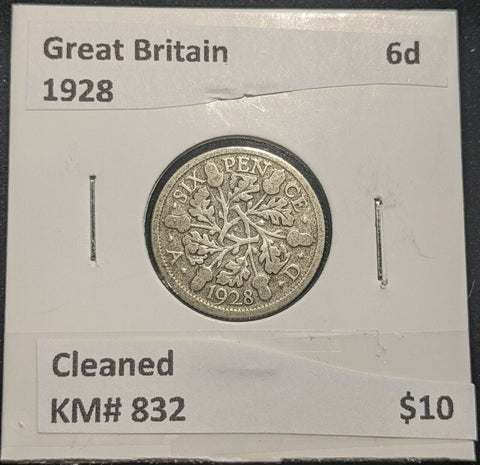 Great Britain 6d
1928
SIX PENCE
A D
1928
Cleaned
KM# 832 $10